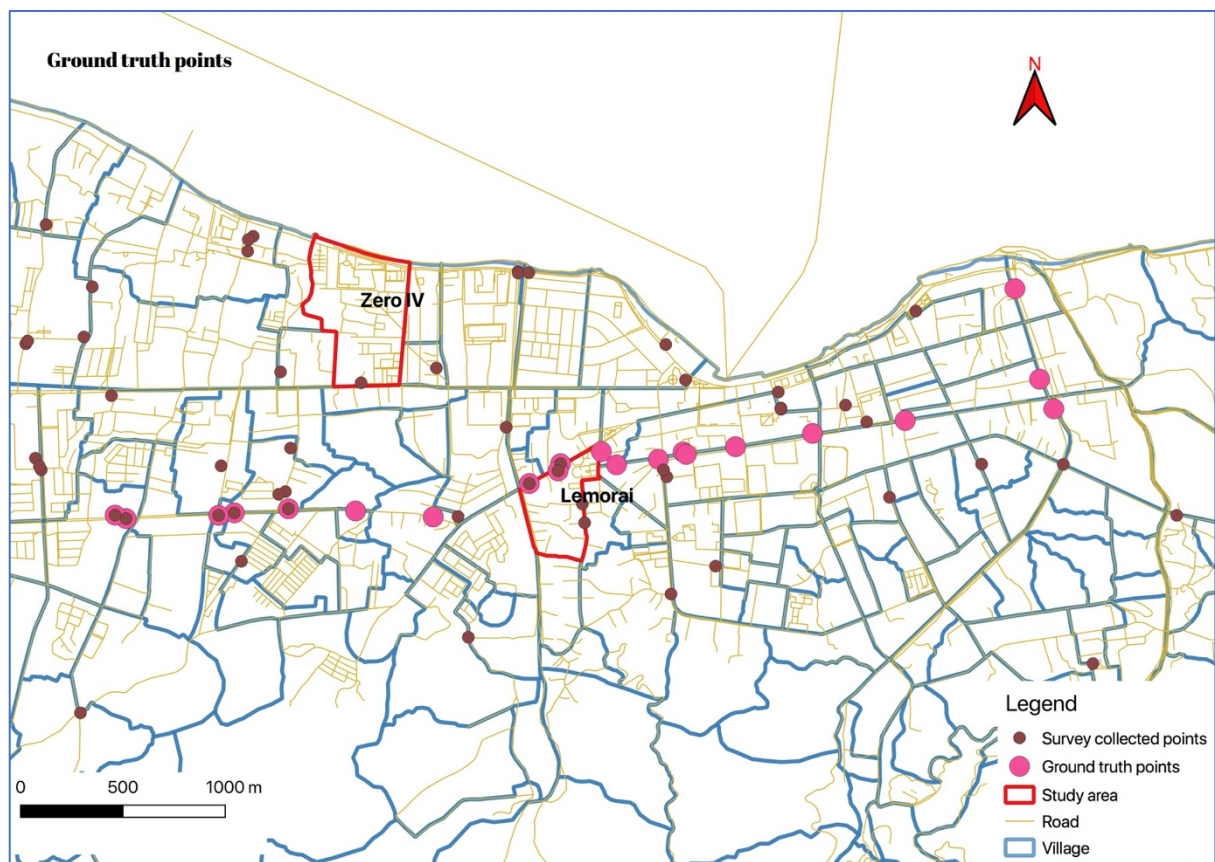 Ground truth points
N
Zero IV
Lemorai
Legend
Survey collected points
Ground truth points
Study area
Road
Village
0 500 1000 m